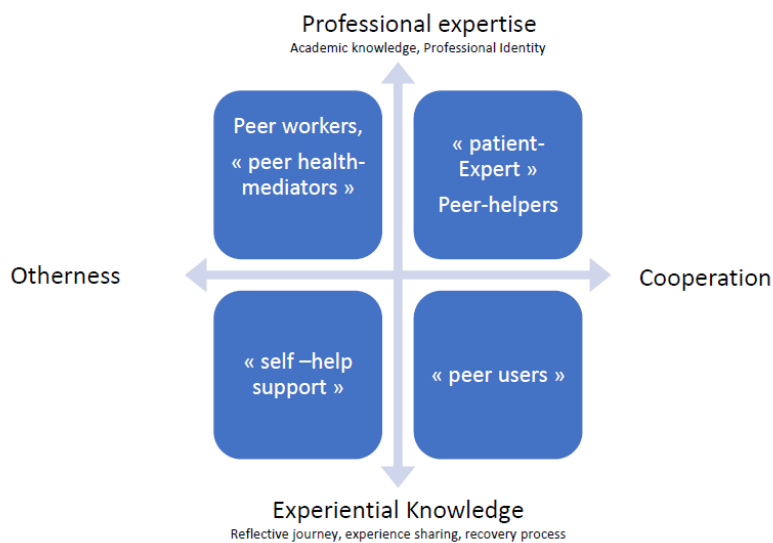 Professional expertise
Academic knowledge, Professional Identity
Peer workers,
« peer health-
mediators »
« patient-
Expert »
Peer-helpers
Otherness
Cooperation
« self –help
support »
« peer users »
Experiential Knowledge
Reflective journey, experience sharing, recovery process